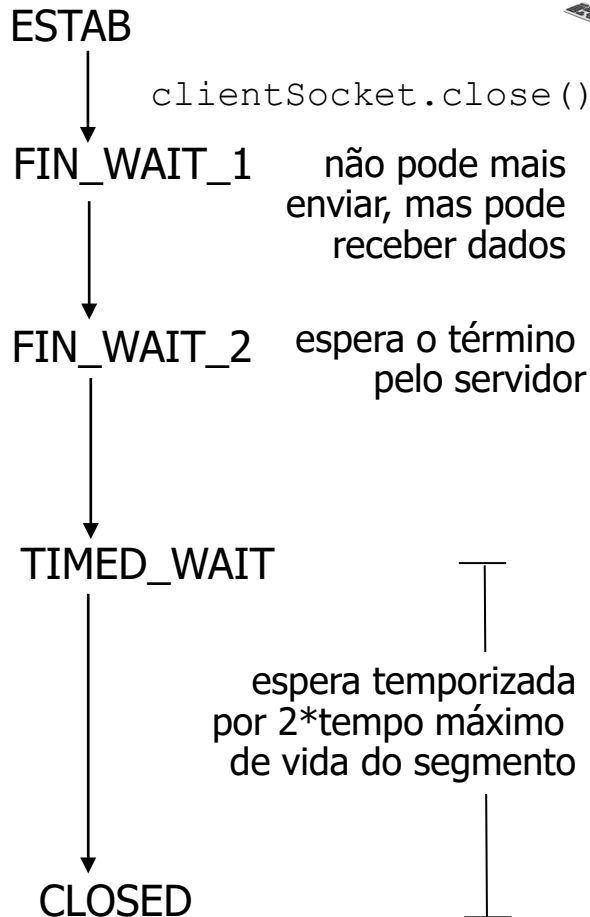 ESTAB
clientSocket.close()
FIN_WAIT_1
não pode mais
enviar, mas pode
receber dados
FIN_WAIT_2
espera o término
pelo servidor
TIMED_WAIT
espera temporizada
por 2*tempo máximo
de vida do segmento
CLOSED